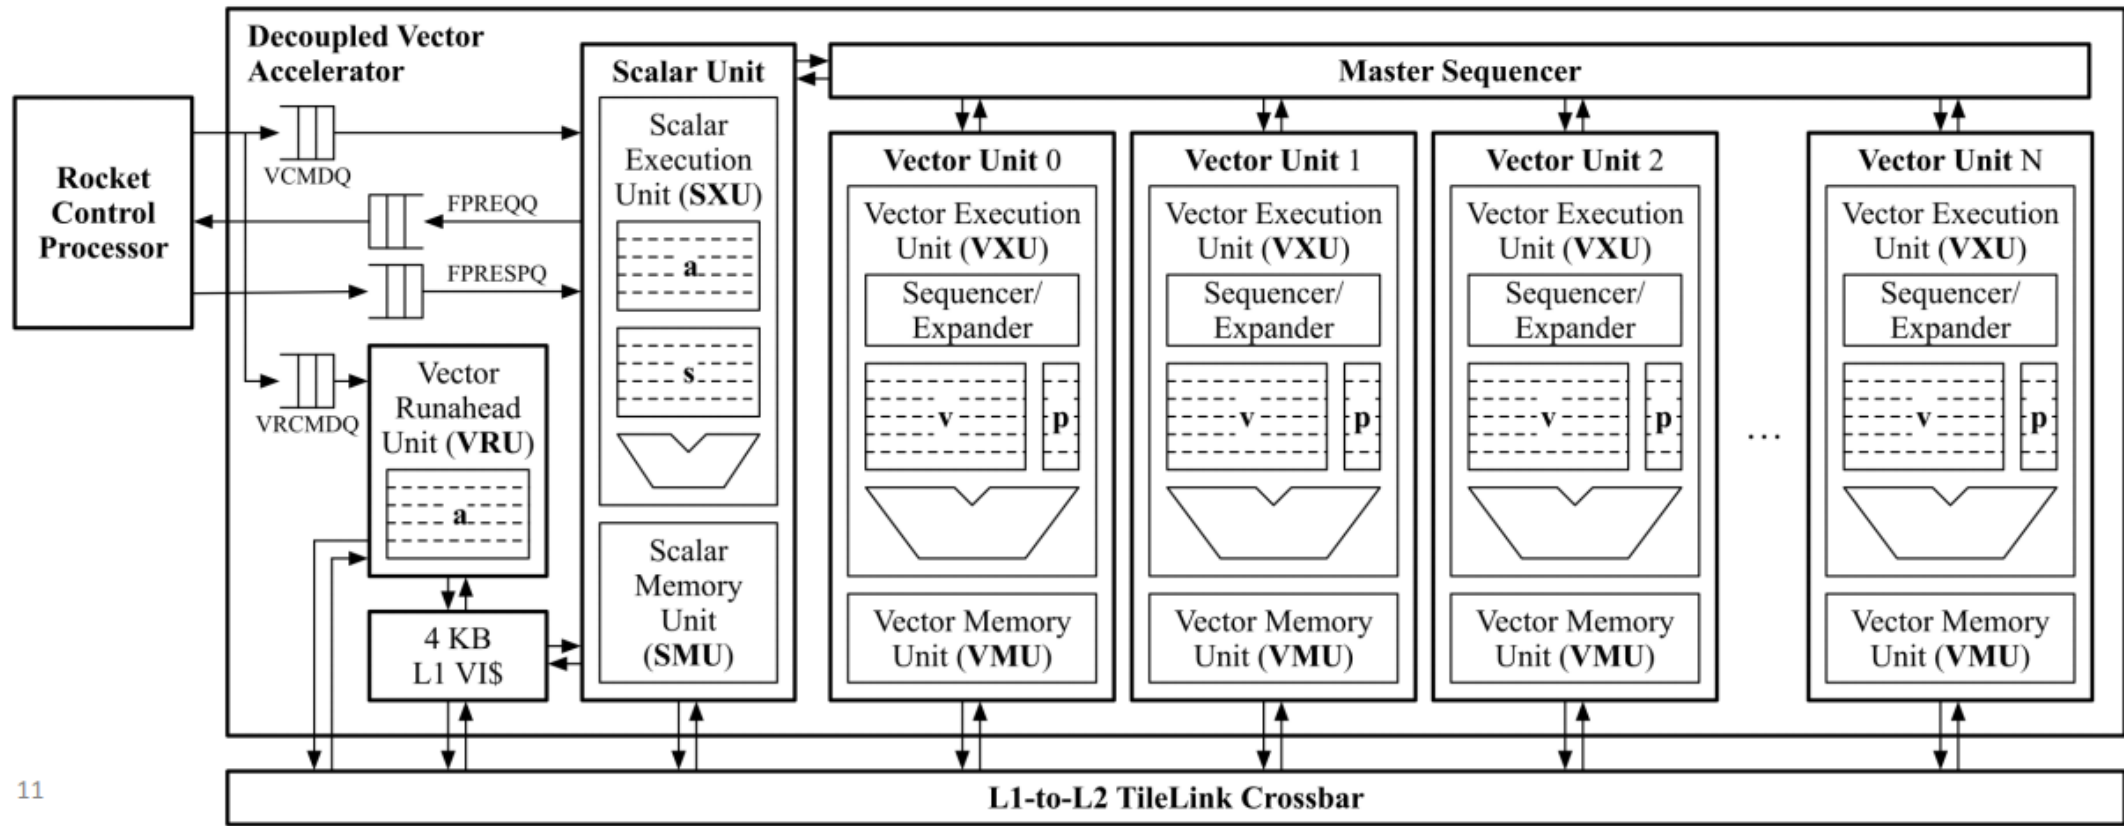 Decoupled Vector
Accelerator
Rocket
Control
Processor
VCMDQ
FPREQQ
FPRESPQ
VRCMDQ
Vector
Runahead
Unit (VRU)
a
4 KB
L1 VI$
Scalar Unit
Scalar
Execution
Unit (SXU)
a
s
Scalar
Memory
Unit
(SMU)
Master Sequencer
Vector Unit 0
Vector Execution
Unit (VXU)
Sequencer/
Expander
v
p
Vector Memory
Unit (VMU)
Vector Unit 1
Vector Execution
Unit (VXU)
Sequencer/
Expander
v
p
Vector Memory
Unit (VMU)
Vector Unit 2
Vector Execution
Unit (VXU)
Sequencer/
Expander
v
p
Vector Memory
Unit (VMU)
...
Vector Unit N
Vector Execution
Unit (VXU)
Sequencer/
Expander
v
p
Vector Memory
Unit (VMU)
L1-to-L2 TileLink Crossbar
11